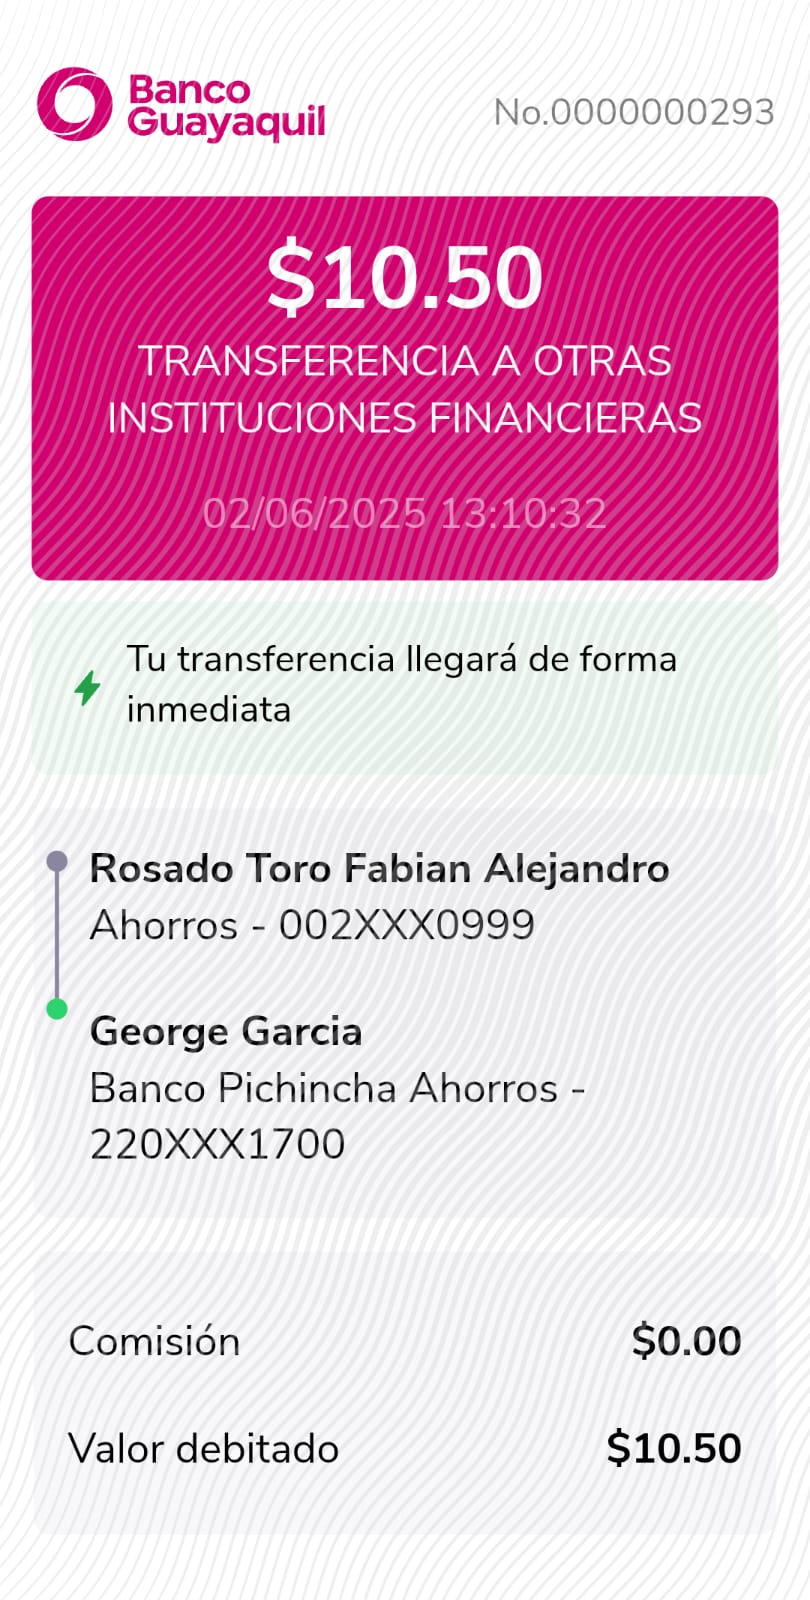 Banco
Guayaquil
No.0000000293
$10.50
TRANSFERENCIA A OTRAS
INSTITUCIONES FINANCIERAS
02/06/2025 13:10:32
Tu transferencia llegará de forma
inmediata
Rosado Toro Fabian Alejandro
Ahorros - 002XXX0999
George Garcia
Banco Pichincha Ahorros -
220XXX1700
Comisión $0.00
Valor debitado $10.50